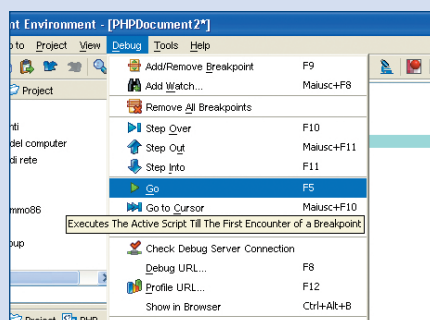 nt Environment - [PHPDocument2*]
o to Project View Debug Tools Help
Project
Add/Remove Breakpoint F9
Add Watch... Maiusc+F8
Remove All Breakpoints
nti
Step Over F10
del computer
Step Out Maiusc+F11
di rete
Step Into F11
Go F5
mmo86
Go to Cursor Maiusc+F10
Executes The Active Script Till The First Encounter of a Breakpoint
oup
Check Debug Server Connection
Debug URL... F8
Profile URL... F12
Show in Browser Ctrl+Alt+B
Project PHP